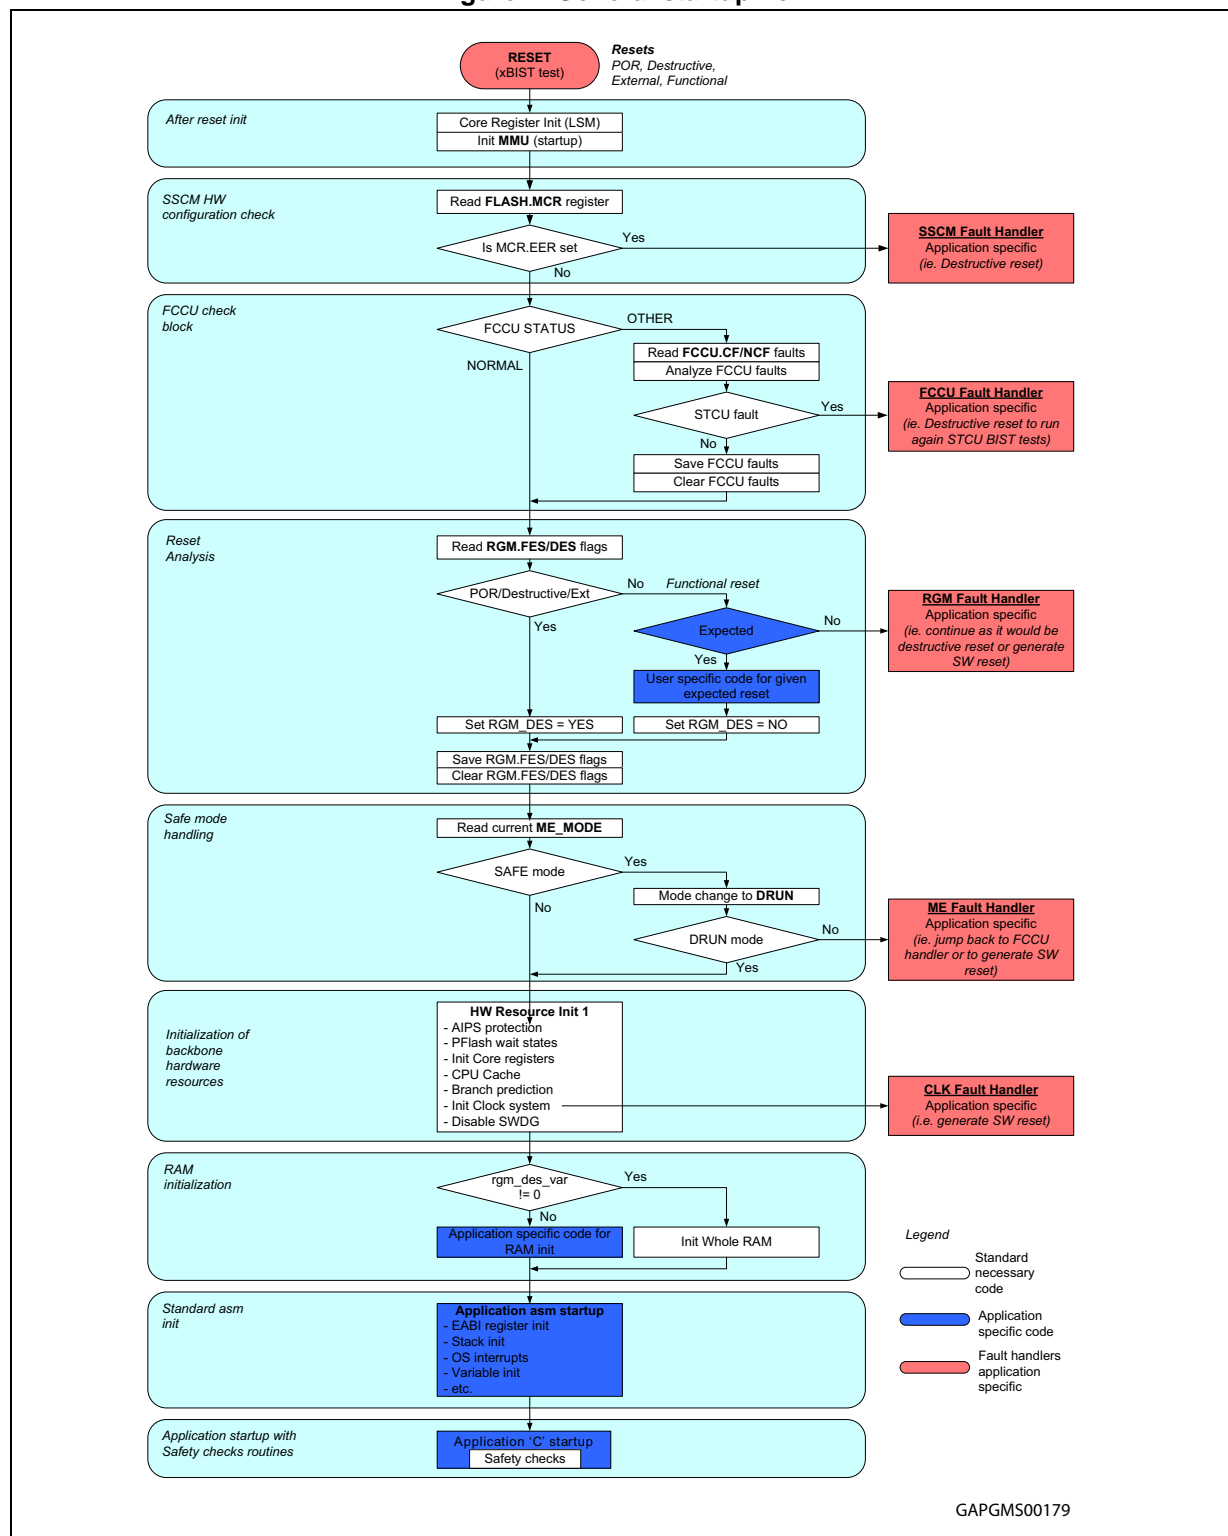 RESET
(xBIST test)
Resets
POR, Destructive,
External, Functional
After reset init
Core Register Init (LSM)
Init MMU (startup)
SSCM HW
configuration check
Read FLASH.MCR register
Is MCR.EER set
Yes
No
SSCM Fault Handler
Application specific
(ie. Destructive reset)
FCCU check
block
FCCU STATUS
OTHER
NORMAL
Read FCCU.CF/NCF faults
Analyze FCCU faults
STCU fault
Yes
No
Save FCCU faults
Clear FCCU faults
FCCU Fault Handler
Application specific
(ie. Destructive reset to run
again STCU BIST tests)
Reset
Analysis
Read RGM.FES/DES flags
POR/Destructive/Ext
No
Functional reset
Yes
Expected
No
Yes
User specific code for given
expected reset
Set RGM_DES = YES
Set RGM_DES = NO
Save RGM.FES/DES flags
Clear RGM.FES/DES flags
RGM Fault Handler
Application specific
(ie. continue as it would be
destructive reset or generate
SW reset)
Safe mode
handling
Read current ME_MODE
SAFE mode
Yes
No
Mode change to DRUN
DRUN mode
No
Yes
ME Fault Handler
Application specific
(ie. jump back to FCCU
handler or to generate SW
reset)
Initialization of
backbone
hardware
resources
HW Resource Init 1
- AIPS protection
- PFlash wait states
- Init Core registers
- CPU Cache
- Branch prediction
- Init Clock system
- Disable SWDG
CLK Fault Handler
Application specific
(i.e. generate SW reset)
RAM
initialization
rgm_des_var
!= 0
Yes
No
Application specific code for
RAM init
Init Whole RAM
Legend
Standard
necessary
code
Application
specific code
Fault handlers
application
specific
Standard asm
init
Application asm startup
- EABI register init
- Stack init
- OS interrupts
- Variable init
- etc.
Application startup with
Safety checks routines
Application 'C' startup
Safety checks
GAPGMS00179